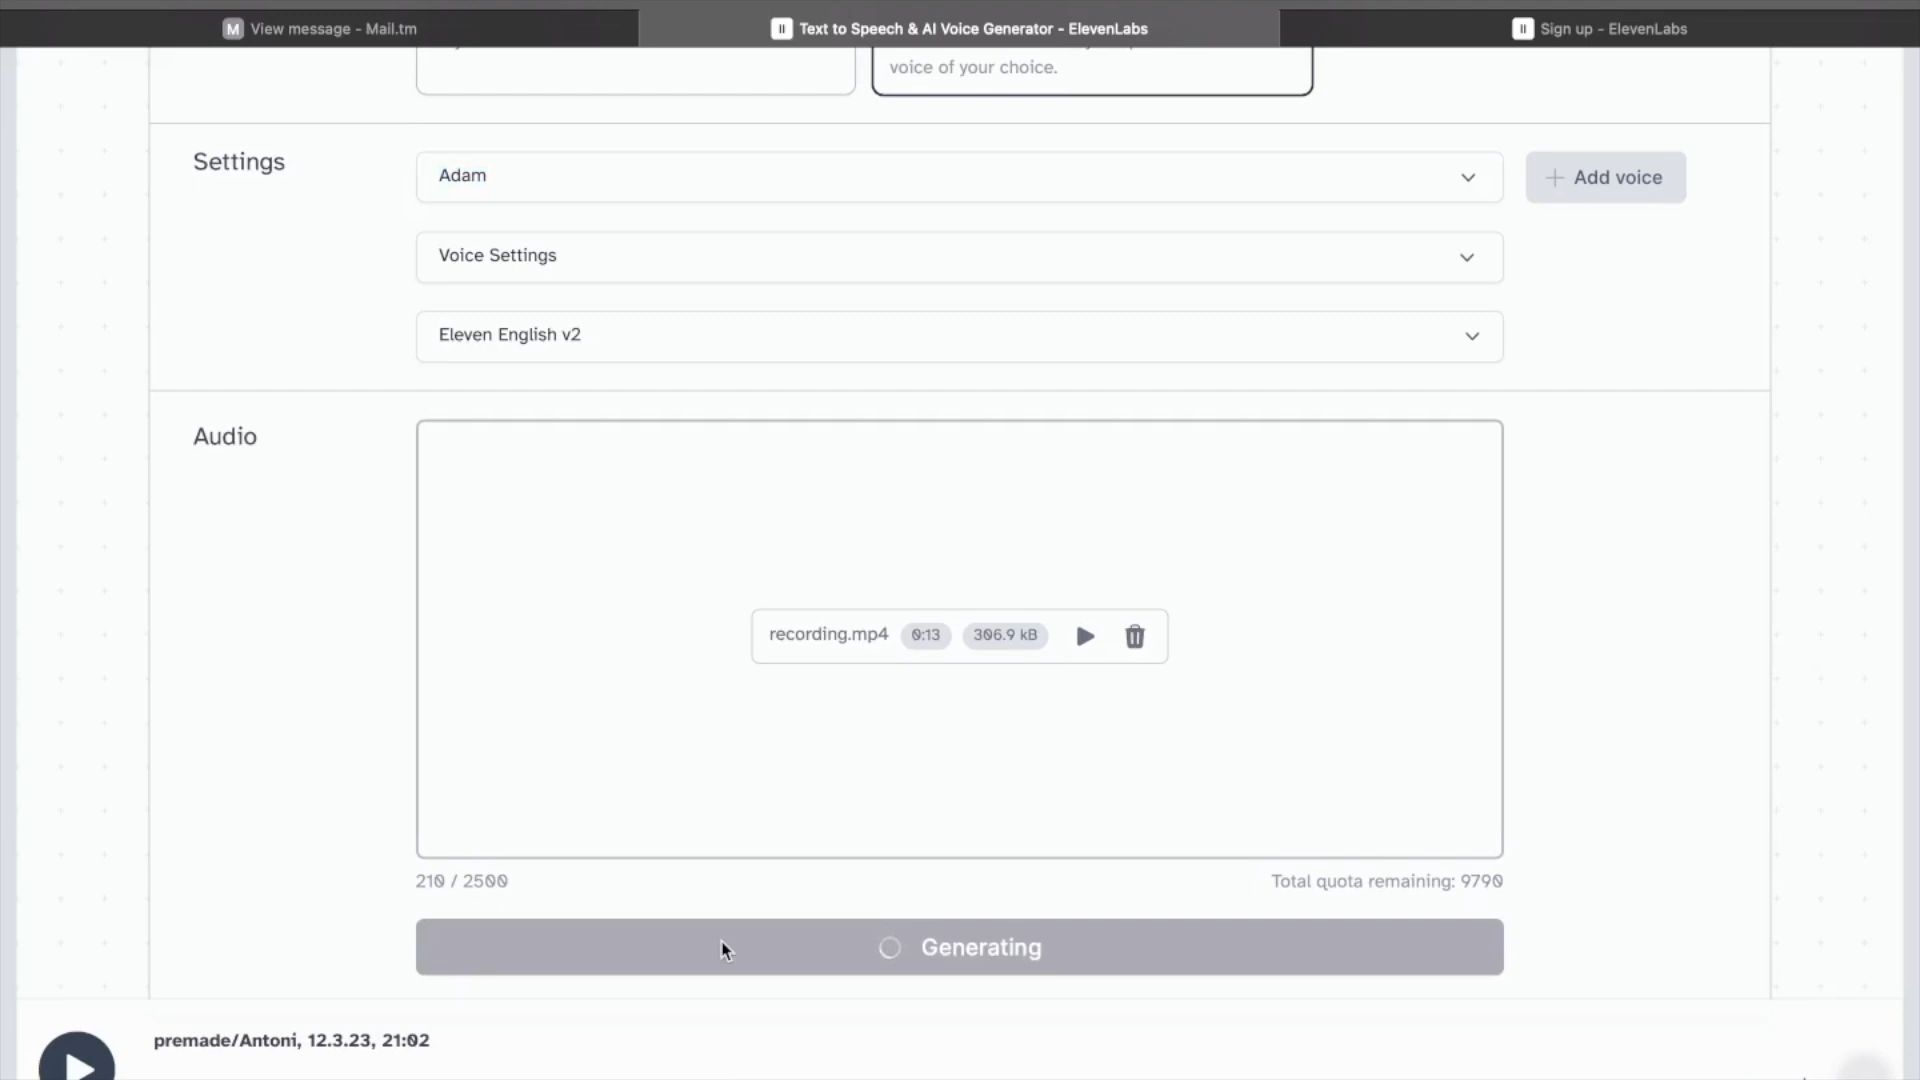 M View message - Mail.tm
Text to Speech & AI Voice Generator - ElevenLabs
Sign up - ElevenLabs
voice of your choice.
Settings
Adam
+ Add voice
Voice Settings
Eleven English v2
Audio
recording.mp4 0:13 306.9 kB
210 / 2500
Total quota remaining: 9790
Generating
premade/Antoni, 12.3.23, 21:02